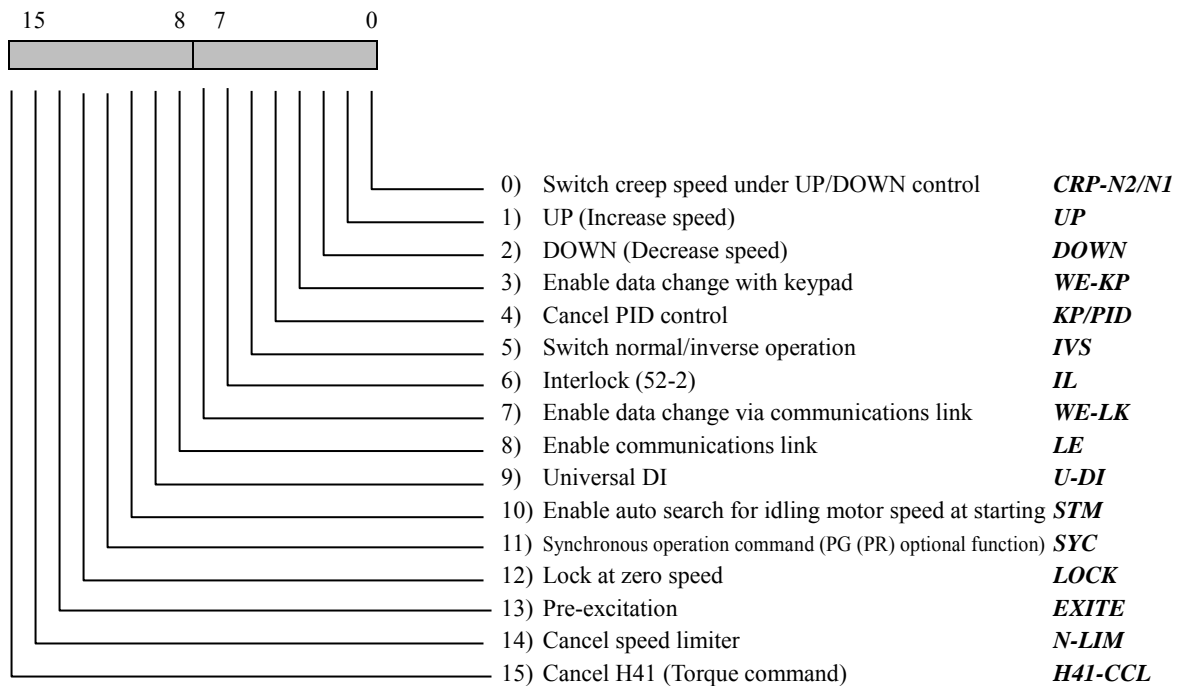 15 8 7 0
0) Switch creep speed under UP/DOWN control CRP-N2/N1
1) UP (Increase speed) UP
2) DOWN (Decrease speed) DOWN
3) Enable data change with keypad WE-KP
4) Cancel PID control KP/PID
5) Switch normal/inverse operation IVS
6) Interlock (52-2) IL
7) Enable data change via communications link WE-LK
8) Enable communications link LE
9) Universal DI U-DI
10) Enable auto search for idling motor speed at starting STM
11) Synchronous operation command (PG (PR) optional function) SYC
12) Lock at zero speed LOCK
13) Pre-excitation EXITE
14) Cancel speed limiter N-LIM
15) Cancel H41 (Torque command) H41-CCL